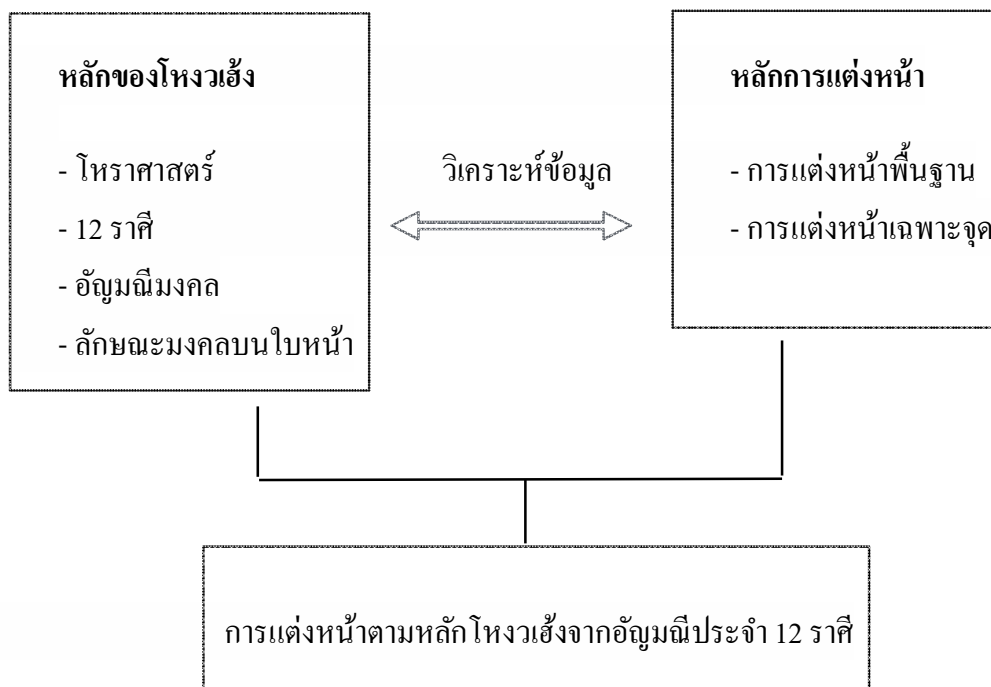 หลักของโหงวเฮ้ง
- โหราศาสตร์
- 12 ราศี
- อัญมณีมงคล
- ลักษณะมงคลบนใบหน้า
วิเคราะห์ข้อมูล
หลักการแต่งหน้า
- การแต่งหน้าพื้นฐาน
- การแต่งหน้าเฉพาะจุด
การแต่งหน้าตามหลักโหงวเฮ้งจากอัญมณีประจำ 12 ราศี